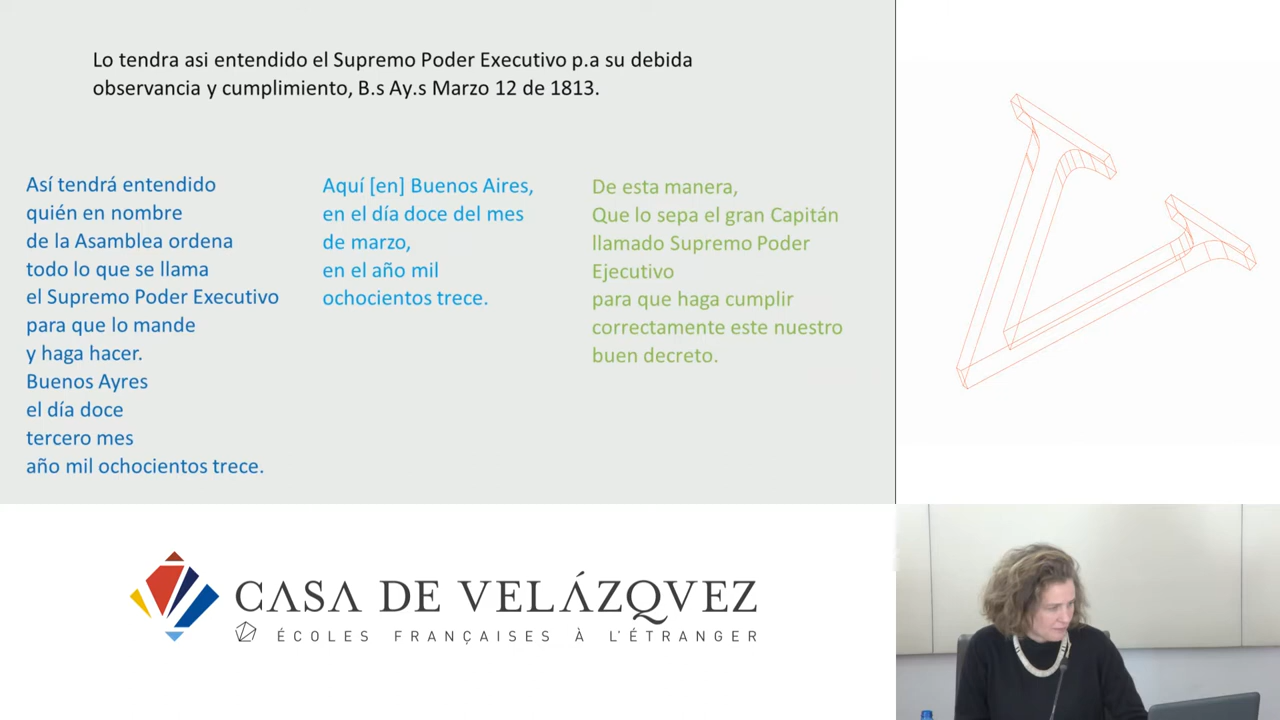 Lo tendra asi entendido el Supremo Poder Executivo p.a su debida
observancia y cumplimiento, B.s Ay.s Marzo 12 de 1813.
Así tendrá entendido
quién en nombre
de la Asamblea ordena
todo lo que se llama
el Supremo Poder Executivo
para que lo mande
y haga hacer.
Buenos Ayres
el día doce
tercero mes
año mil ochocientos trece.
Aquí [en] Buenos Aires,
en el día doce del mes
de marzo,
en el año mil
ochocientos trece.
De esta manera,
Que lo sepa el gran Capitán
llamado Supremo Poder
Ejecutivo
para que haga cumplir
correctamente este nuestro
buen decreto.
CASA DE VELÁZQVEZ
ÉCOLES FRANÇAISES À L'ÉTRANGER